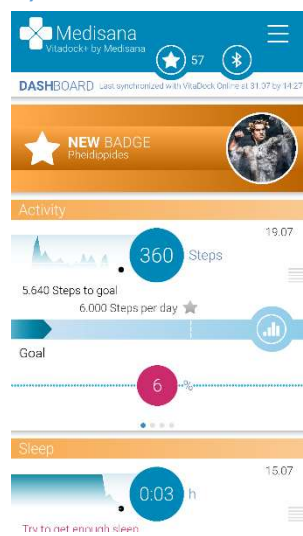 Medisana
Vitadock+ by Medisana
57
DASHBOARD Last synchronized with VitaDock Online at 31.07 by 14:27
NEW BADGE
Pheidippides
Activity
19.07
360 Steps
5.640 Steps to goal
6.000 Steps per day
Goal
6 %
Sleep
15.07
0:03 h
Try to get enough sleep